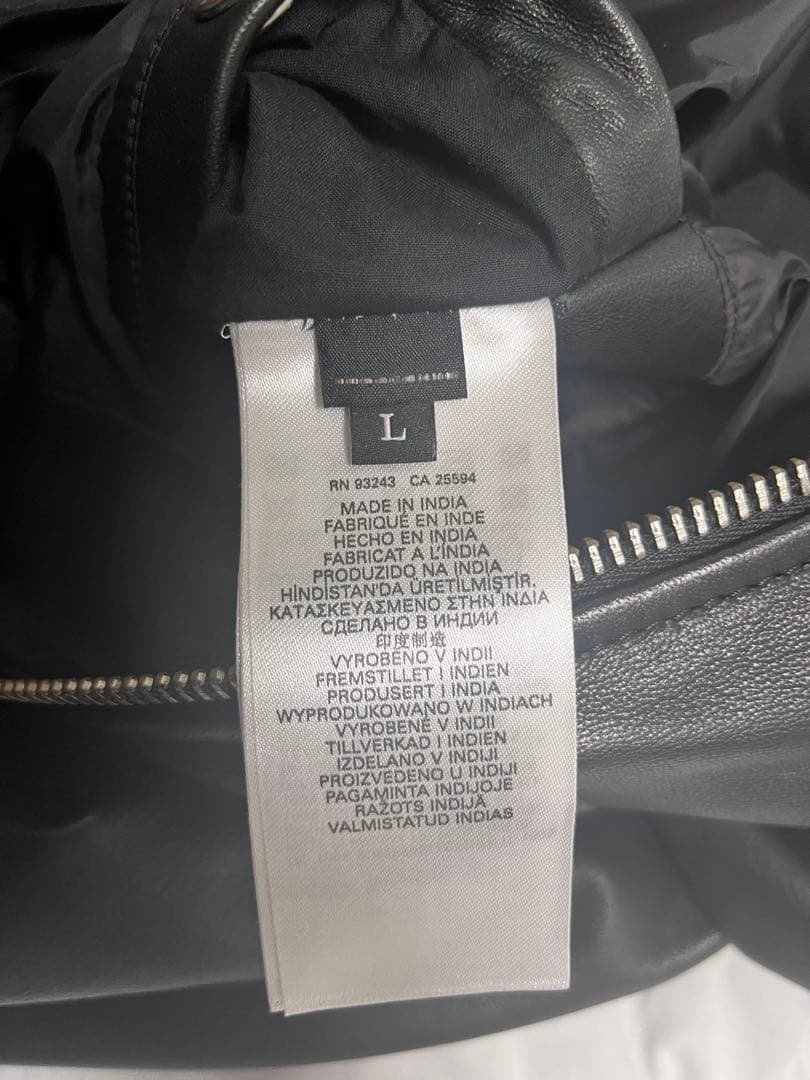 L
RN 93243 CA 25594
MADE IN INDIA
FABRIQUÉ EN INDE
HECHO EN INDIA
FABRICAT A L'ÍNDIA
PRODUZIDO NA ÍNDIA
HİNDİSTAN'DA ÜRETİLMİŞTİR.
ΚΑΤΑΣΚΕΥΑΣΜΕΝΟ ΣΤΗΝ ΙΝΔΙΑ
СДЕЛАНО В ИНДИИ
印度制造
VYROBENO V INDII
FREMSTILLET I INDIEN
PRODUSERT I INDIA
WYPRODUKOWANO W INDIACH
VYROBENÉ V INDII
TILLVERKAD I INDIEN
IZDELANO V INDIJI
PROIZVEDENO U INDIJI
PAGAMINTA INDIJOJE
RAŽOTS INDIJĀ
VALMISTATUD INDIAS